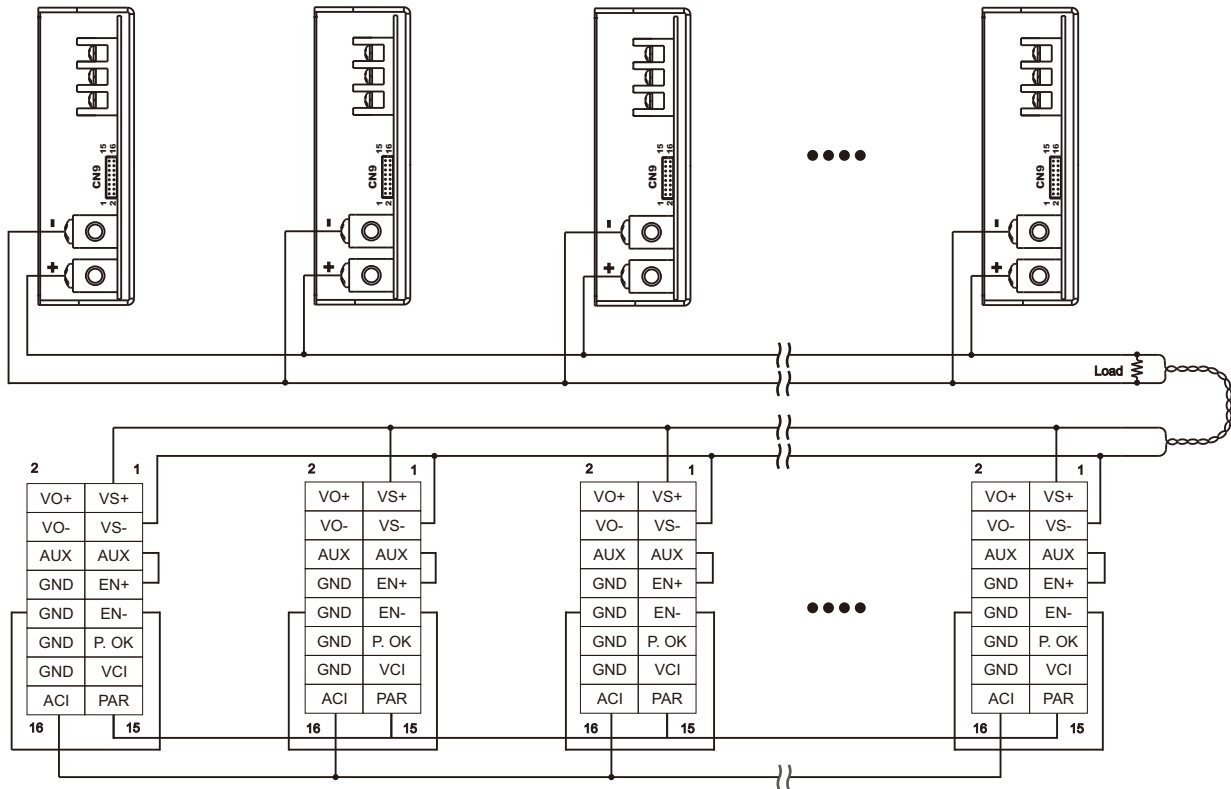 15
16
CN9
1
2
-
+
15
16
CN9
1
2
-
+
15
16
CN9
1
2
-
+
15
16
CN9
1
2
-
+
Load
2 1
VO+ VS+
VO- VS-
AUX AUX
GND EN+
GND EN-
GND P. OK
GND VCI
ACI PAR
16 15
2 1
VO+ VS+
VO- VS-
AUX AUX
GND EN+
GND EN-
GND P. OK
GND VCI
ACI PAR
16 15
2 1
VO+ VS+
VO- VS-
AUX AUX
GND EN+
GND EN-
GND P. OK
GND VCI
ACI PAR
16 15
2 1
VO+ VS+
VO- VS-
AUX AUX
GND EN+
GND EN-
GND P. OK
GND VCI
ACI PAR
16 15